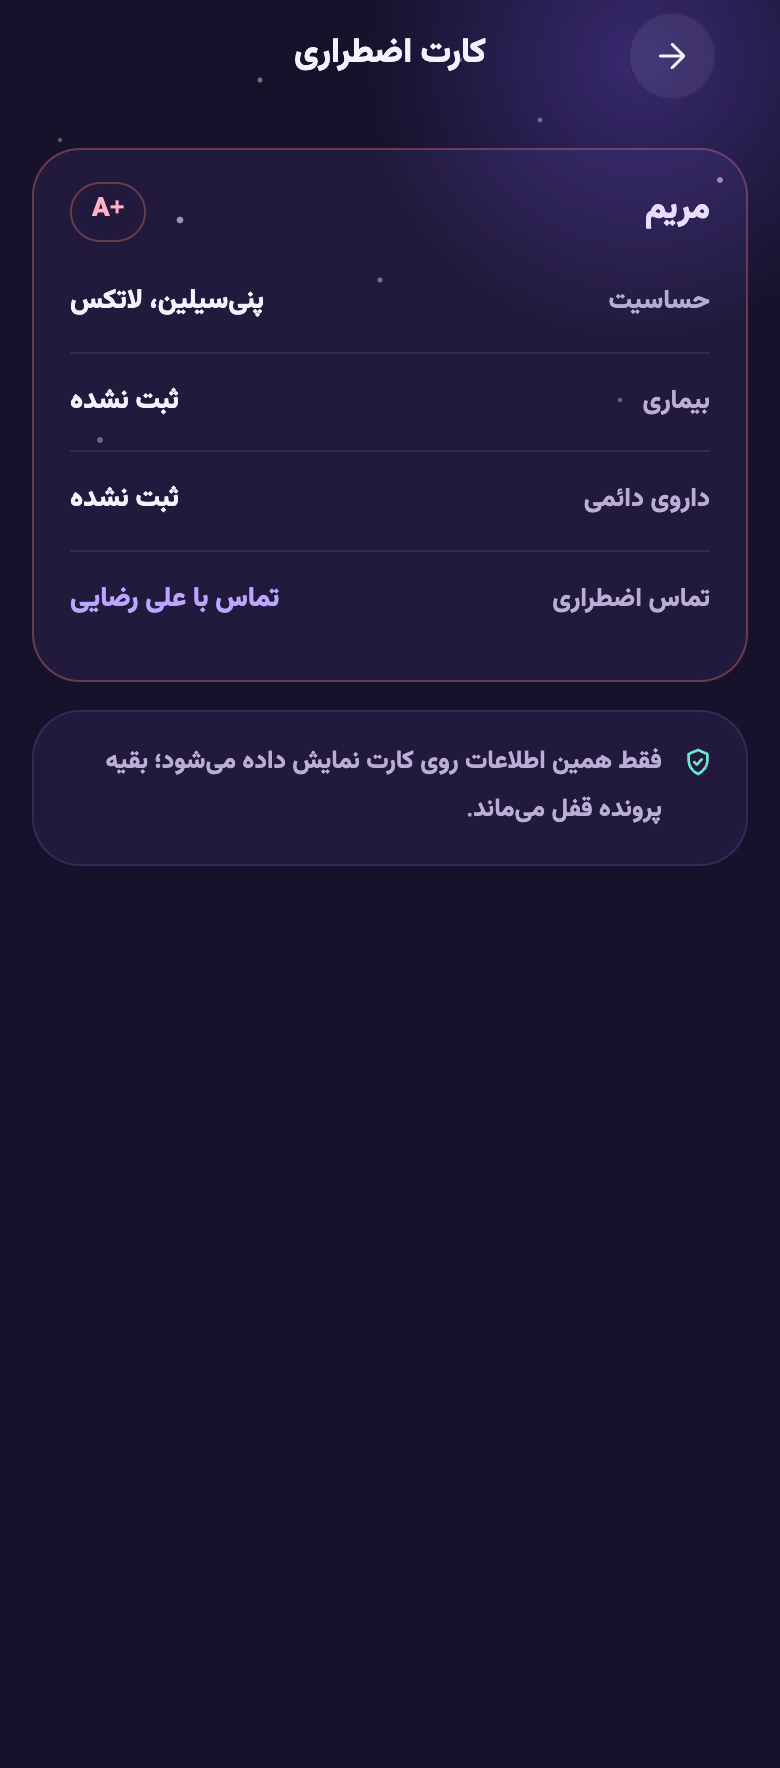 کارت اضطراری
مریم
A+
حساسیت
پنی‌سیلین، لاتکس
بیماری
ثبت نشده
داروی دائمی
ثبت نشده
تماس اضطراری
تماس با علی رضایی
فقط همین اطلاعات روی کارت نمایش داده می‌شود؛ بقیه
پرونده قفل می‌ماند.